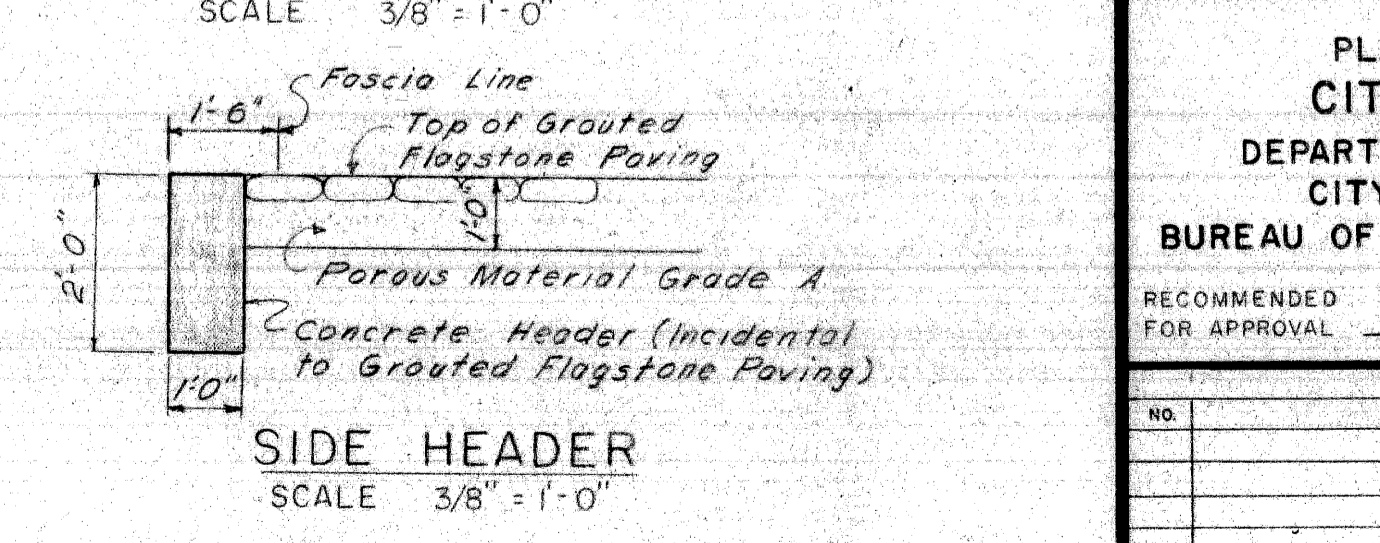 SCALE 3/8" = 1'-0"
Fascia Line
1'-6"
Top of Grouted
Flagstone Paving
1'-0"
2'-0"
Porous Material Grade A
Concrete Header (Incidental
to Grouted Flagstone Paving)
1'-0"
SIDE HEADER
SCALE 3/8" = 1'-0"
PL
CIT
DEPART
CITY
BUREAU OF
RECOMMENDED
FOR APPROVAL
NO.